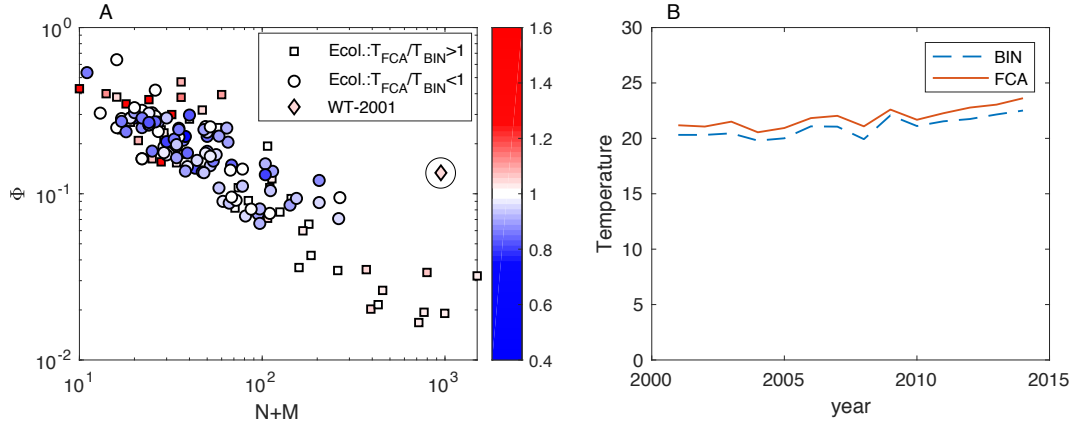 A
10^0
10^-1
10^-2
Φ
10^1
10^2
10^3
N+M
Ecol.:T_FCA/T_BIN>1
Ecol.:T_FCA/T_BIN<1
WT-2001
1.6
1.4
1.2
1
0.8
0.6
0.4
B
30
25
20
15
10
5
0
Temperature
2000
2005
2010
2015
year
BIN
FCA